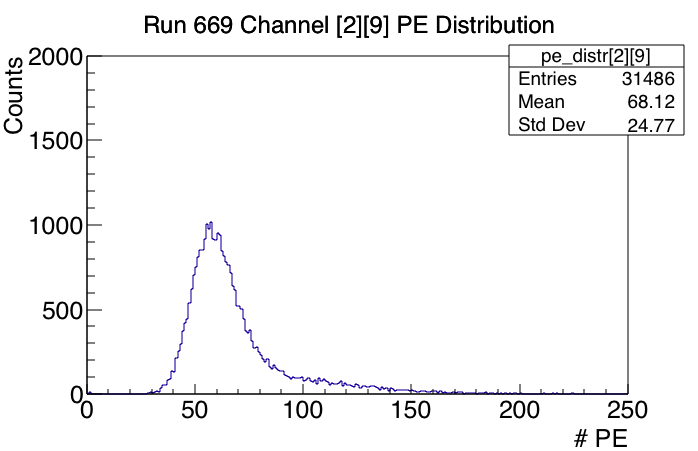 Run 669 Channel [2][9] PE Distribution
pe_distr[2][9]
Entries 31486
Mean 68.12
Std Dev 24.77
Counts
2000
1500
1000
500
0
0 50 100 150 200 250
# PE